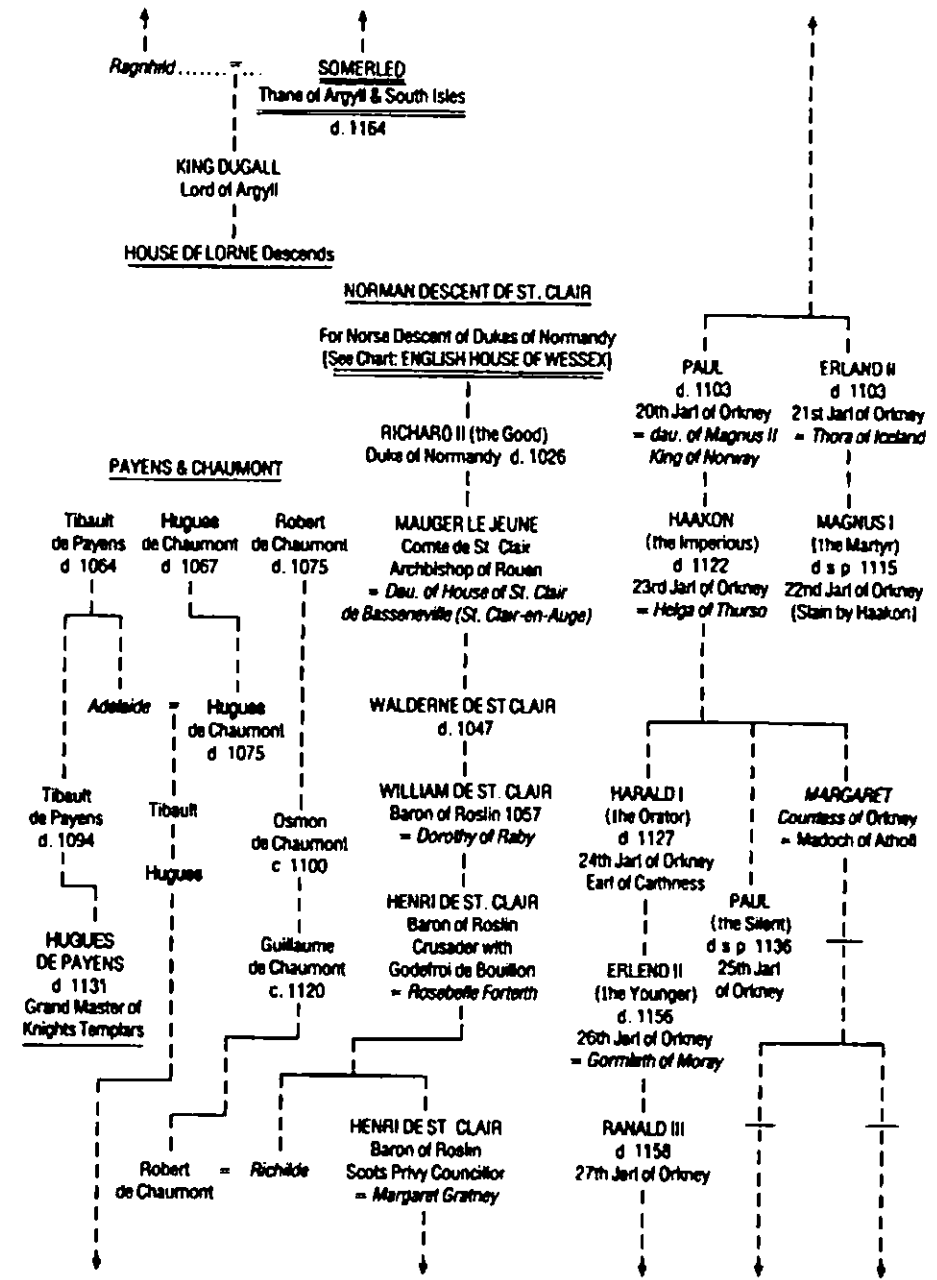 Ragnhild .......... =
SOMERLED
Thane of Argyll & South Isles
d. 1164
KING DUGALL
Lord of Argyll
HOUSE OF LORNE Descends
NORMAN DESCENT OF ST. CLAIR
For Norse Descent of Dukes of Normandy
(See Chart: ENGLISH HOUSE OF WESSEX)
RICHARD II (the Good)
Duke of Normandy d. 1026
MAUGER LE JEUNE
Comte de St Clair
Archbishop of Rouen
= Dau. of House of St. Clair
de Basseneville (St. Clair-en-Auge)
WALDERNE DE ST CLAIR
d. 1047
WILLIAM DE ST. CLAIR
Baron of Roslin 1057
= Dorothy of Raby
HENRI DE ST. CLAIR
Baron of Roslin
Crusader with
Godefroi de Bouillon
= Rosabelle Forterth
HENRI DE ST CLAIR
Baron of Roslin
Scots Privy Councillor
= Margaret Gratney
PAYENS & CHAUMONT
Tibault
de Payens
d 1064
Hugues
de Chaumont
d 1067
Robert
de Chaumont
d. 1075
Adelaide =
Hugues
de Chaumont
d 1075
Tibault
de Payens
d. 1094
Tibault
Hugues
Osmon
de Chaumont
c 1100
HUGUES
DE PAYENS
d 1131
Grand Master of
Knights Templars
Guillaume
de Chaumont
c. 1120
Robert
de Chaumont
= Richilde
PAUL
d. 1103
20th Jarl of Orkney
= dau. of Magnus II
King of Norway
ERLAND II
d 1103
21st Jarl of Orkney
= Thora of Iceland
HAAKON
(the Imperious)
d 1122
23rd Jarl of Orkney
= Helga of Thurso
MAGNUS I
(the Martyr)
d s p 1115
22nd Jarl of Orkney
(Slain by Haakon)
HARALD I
(the Orator)
d 1127
24th Jarl of Orkney
Earl of Carthness
PAUL
(the Silent)
d s p 1136
25th Jarl
of Orkney
MARGARET
Countess of Orkney
= Madoch of Atholl
ERLEND II
(the Younger)
d. 1156
26th Jarl of Orkney
= Gormlath of Moray
RANALD III
d 1158
27th Jarl of Orkney